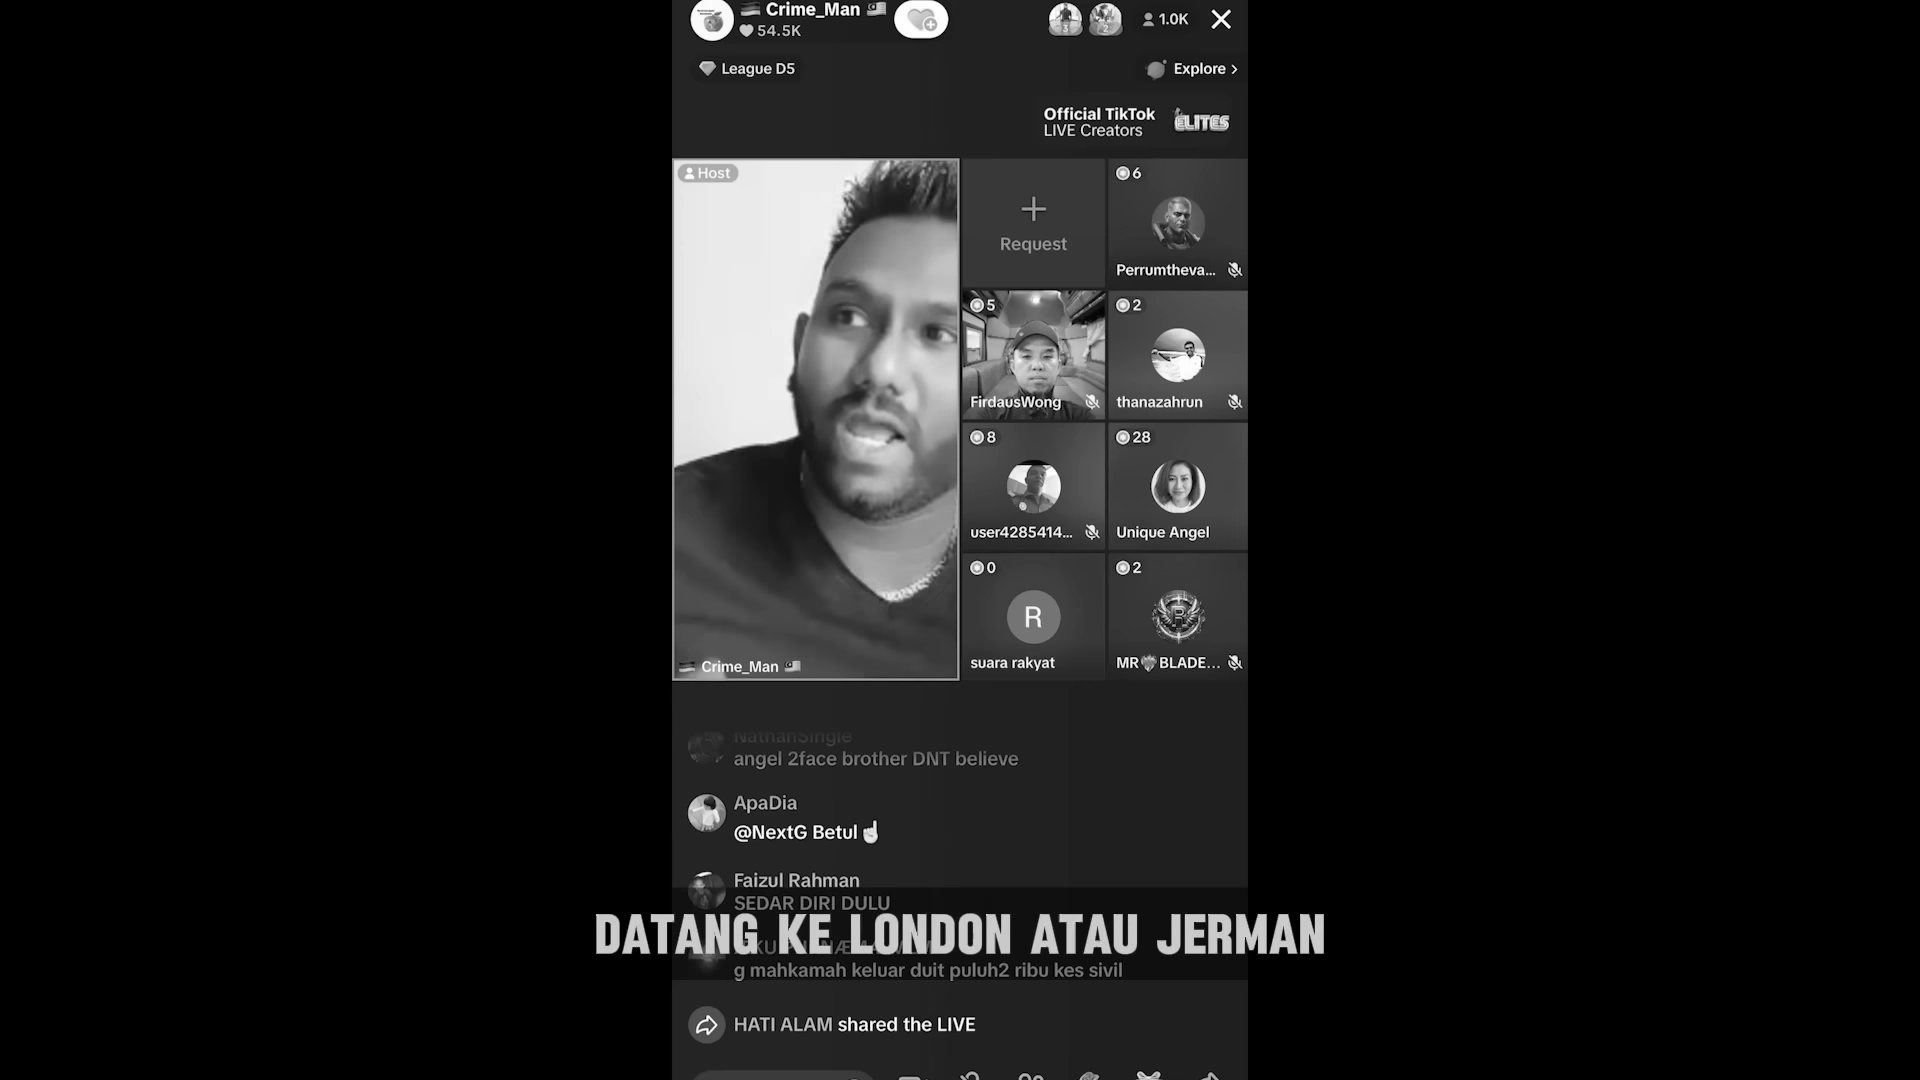 Crime_Man
54.5K
1.0K
League D5
Explore >
Official TikTok
LIVE Creators
ELITES
Host
Request
6
Perrumtheva...
5
FirdausWong
2
thanazahrun
8
user4285414...
28
Unique Angel
0
R
suara rakyat
2
R
MR BLADE...
Crime_Man
NathanSingle
angel 2face brother DNT believe
ApaDia
@NextG Betul☝
Faizul Rahman
SEDAR DIRI DULU
DATANG KE LONDON ATAU JERMAN
g mahkamah keluar duit puluh2 ribu kes sivil
HATI ALAM shared the LIVE